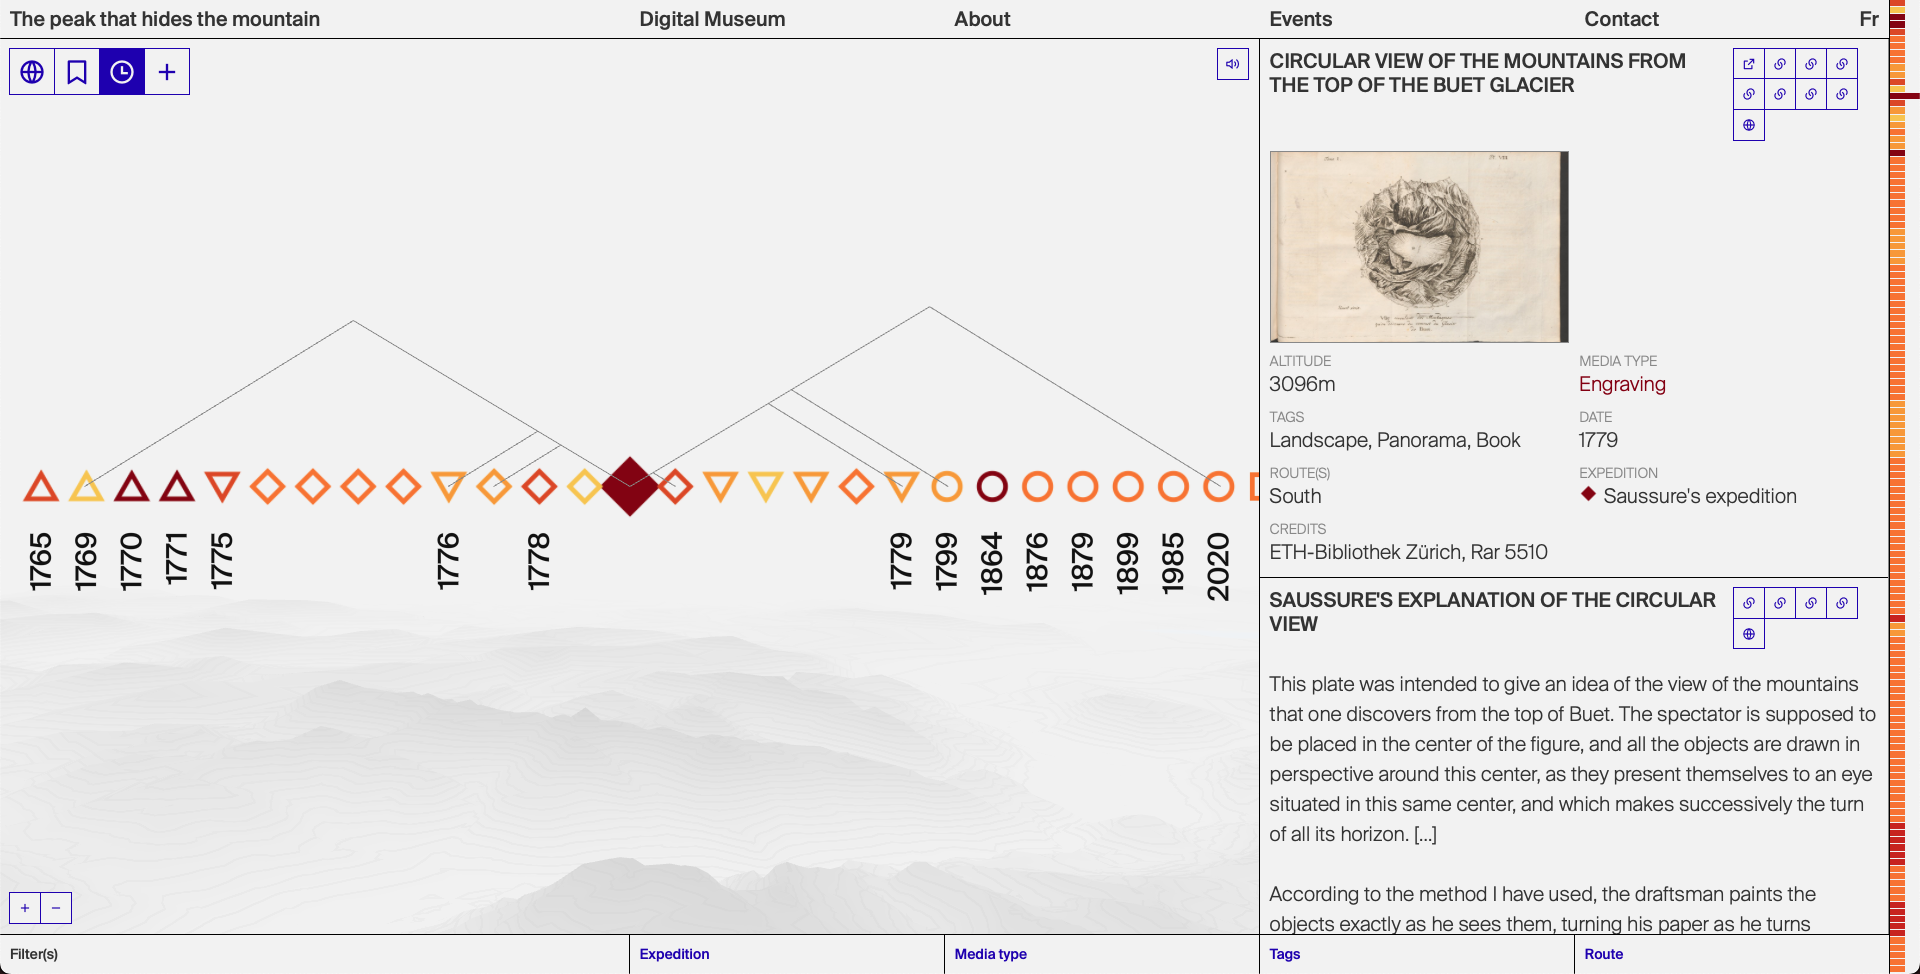 The peak that hides the mountain
Digital Museum
About
Events
Contact
Fr
CIRCULAR VIEW OF THE MOUNTAINS FROM
THE TOP OF THE BUET GLACIER
ALTITUDE
3096m
MEDIA TYPE
Engraving
TAGS
Landscape, Panorama, Book
DATE
1779
ROUTE(S)
South
EXPEDITION
Saussure's expedition
CREDITS
ETH-Bibliothek Zürich, Rar 5510
1765
1769
1770
1771
1775
1776
1778
1779
1799
1864
1876
1879
1899
1985
2020
SAUSSURE'S EXPLANATION OF THE CIRCULAR
VIEW
This plate was intended to give an idea of the view of the mountains
that one discovers from the top of Buet. The spectator is supposed to
be placed in the center of the figure, and all the objects are drawn in
perspective around this center, as they present themselves to an eye
situated in this same center, and which makes successively the turn
of all its horizon. [...]
According to the method I have used, the draftsman paints the
objects exactly as he sees them, turning his paper as he turns
Filter(s)
Expedition
Media type
Tags
Route